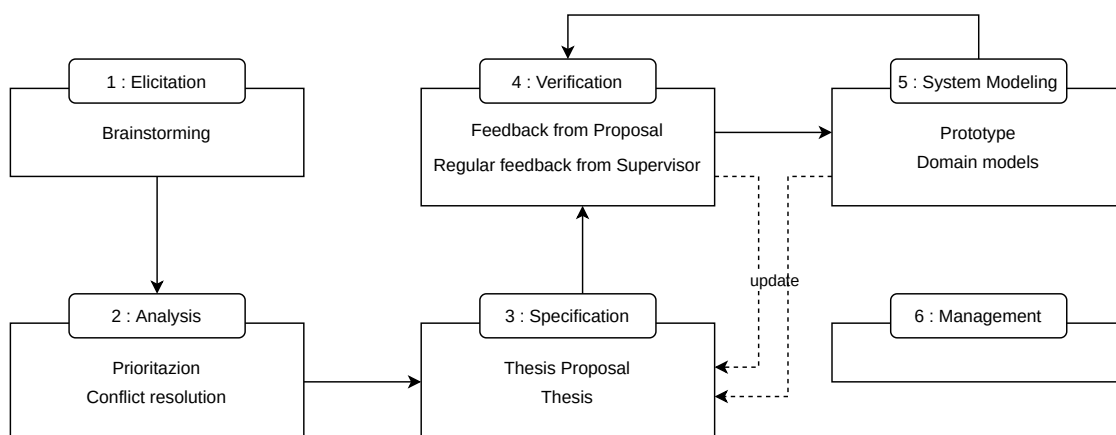 1 : Elicitation
Brainstorming
2 : Analysis
Prioritazion
Conflict resolution
3 : Specification
Thesis Proposal
Thesis
4 : Verification
Feedback from Proposal
Regular feedback from Supervisor
5 : System Modeling
Prototype
Domain models
update
6 : Management